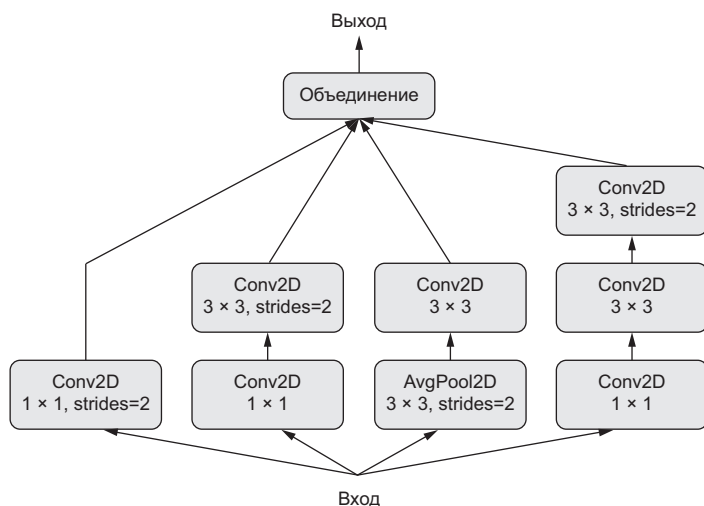 Выход
Объединение
Conv2D
3 × 3, strides=2
Conv2D
3 × 3, strides=2
Conv2D
3 × 3
Conv2D
3 × 3
Conv2D
1 × 1, strides=2
Conv2D
1 × 1
AvgPool2D
3 × 3, strides=2
Conv2D
1 × 1
Вход